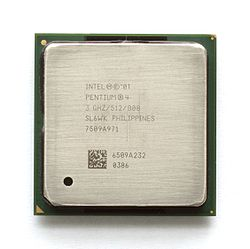 INTEL Ⓜ©'01
PENTIUM® 4
3 GHZ/512/800
SL6WK PHILIPPINES
7509A971
6509A232
0386